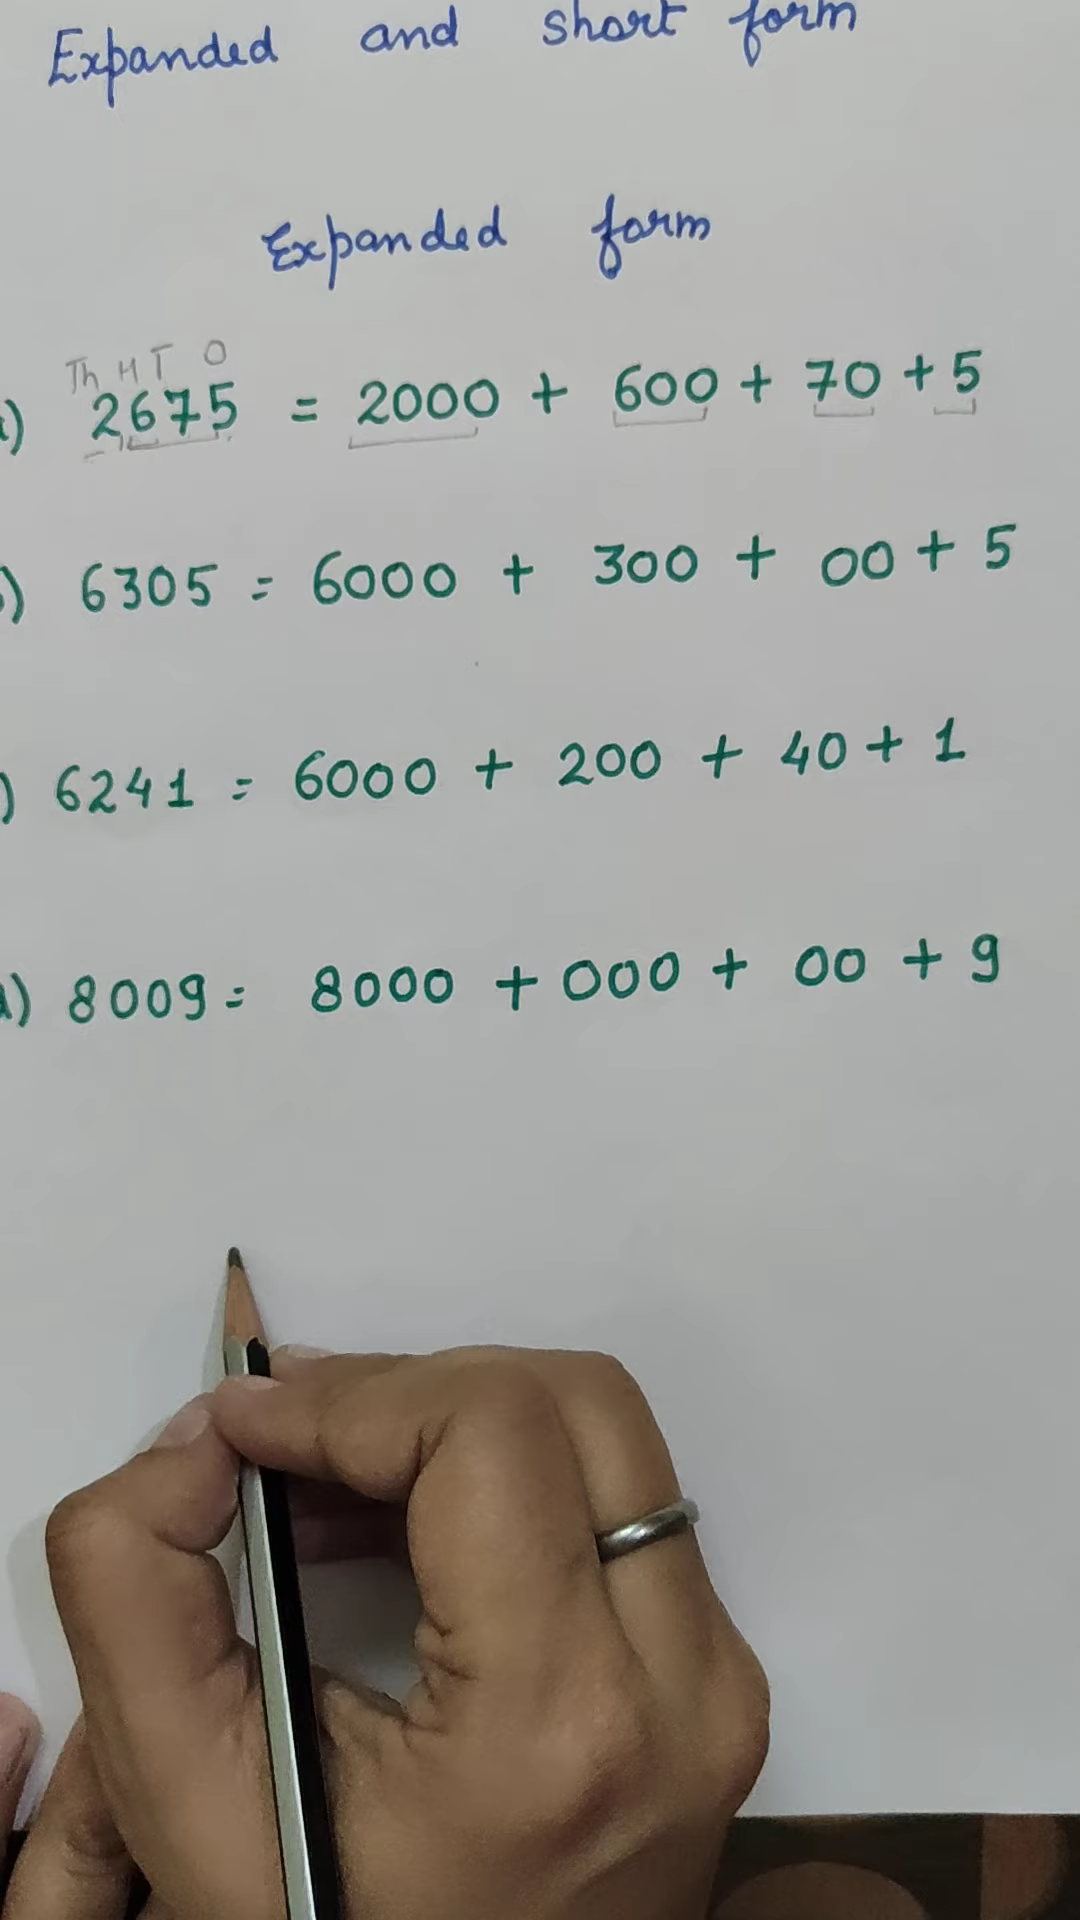 Expanded and short form
Expanded form
Th H T O
) 2675 = 2000 + 600 + 70 + 5
) 6305 = 6000 + 300 + 00 + 5
) 6241 = 6000 + 200 + 40 + 1
) 8009 = 8000 + 000 + 00 + 9